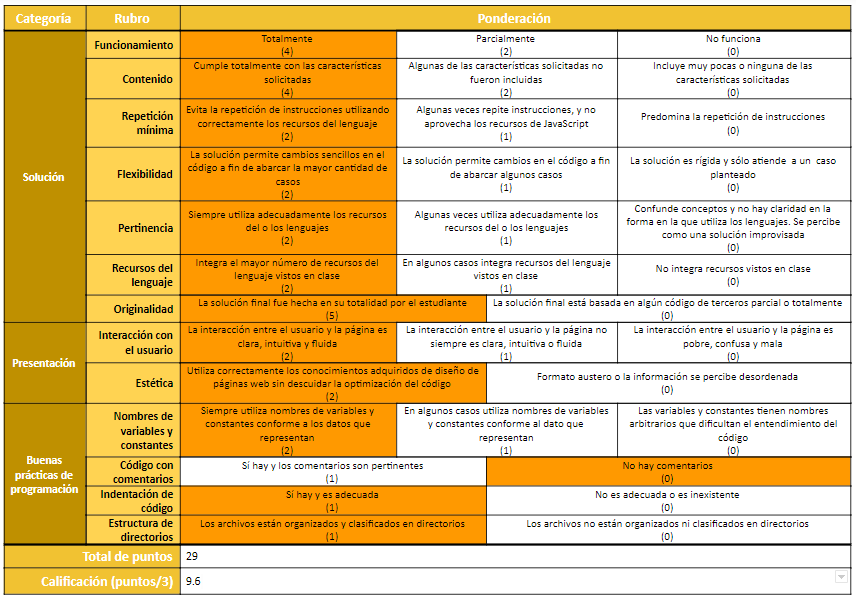 Categoría Rubro Ponderación
Solución
Funcionamiento
Totalmente
(4)
Parcialmente
(2)
No funciona
(0)
Contenido
Cumple totalmente con las características
solicitadas
(4)
Algunas de las características solicitadas no
fueron incluidas
(2)
Incluye muy pocas o ninguna de las
características solicitadas
(0)
Repetición
mínima
Evita la repetición de instrucciones utilizando
correctamente los recursos del lenguaje
(2)
Algunas veces repite instrucciones, y no
aprovecha los recursos de JavaScript
(1)
Predomina la repetición de instrucciones
(0)
Flexibilidad
La solución permite cambios sencillos en el
código a fin de abarcar la mayor cantidad de
casos
(2)
La solución permite cambios en el código a fin
de abarcar algunos casos
(1)
La solución es rígida y sólo atiende a un caso
planteado
(0)
Pertinencia
Siempre utiliza adecuadamente los recursos
del o los lenguajes
(2)
Algunas veces utiliza adecuadamente los
recursos del o los lenguajes
(1)
Confunde conceptos y no hay claridad en la
forma en la que utiliza los lenguajes. Se percibe
como una solución improvisada
(0)
Recursos del
lenguaje
Integra el mayor número de recursos del
lenguaje vistos en clase
(2)
En algunos casos integra recursos del lenguaje
vistos en clase
(1)
No integra recursos vistos en clase
(0)
Originalidad
La solución final fue hecha en su totalidad por el estudiante
(5)
La solución final está basada en algún código de terceros parcial o totalmente
(0)
Presentación
Interacción con
el usuario
La interacción entre el usuario y la página es
clara, intuitiva y fluida
(2)
La interacción entre el usuario y la página no
siempre es clara, intuitiva o fluida
(1)
La interacción entre el usuario y la página es
pobre, confusa y mala
(0)
Estética
Utiliza correctamente los conocimientos adquiridos de diseño de
páginas web sin descuidar la optimización del código
(2)
Formato austero o la información se percibe desordenada
(0)
Buenas
prácticas de
programación
Nombres de
variables y
constantes
Siempre utiliza nombres de variables y
constantes conforme a los datos que
representan
(2)
En algunos casos utiliza nombres de variables
y constantes conforme al dato que
representan
(1)
Las variables y constantes tienen nombres
arbitrarios que dificultan el entendimiento del
código
(0)
Código con
comentarios
Sí hay y los comentarios son pertinentes
(1)
No hay comentarios
(0)
Indentación de
código
Sí hay y es adecuada
(1)
No es adecuada o es inexistente
(0)
Estructura de
directorios
Los archivos están organizados y clasificados en directorios
(1)
Los archivos no están organizados ni clasificados en directorios
(0)
Total de puntos 29
Calificación (puntos/3) 9.6